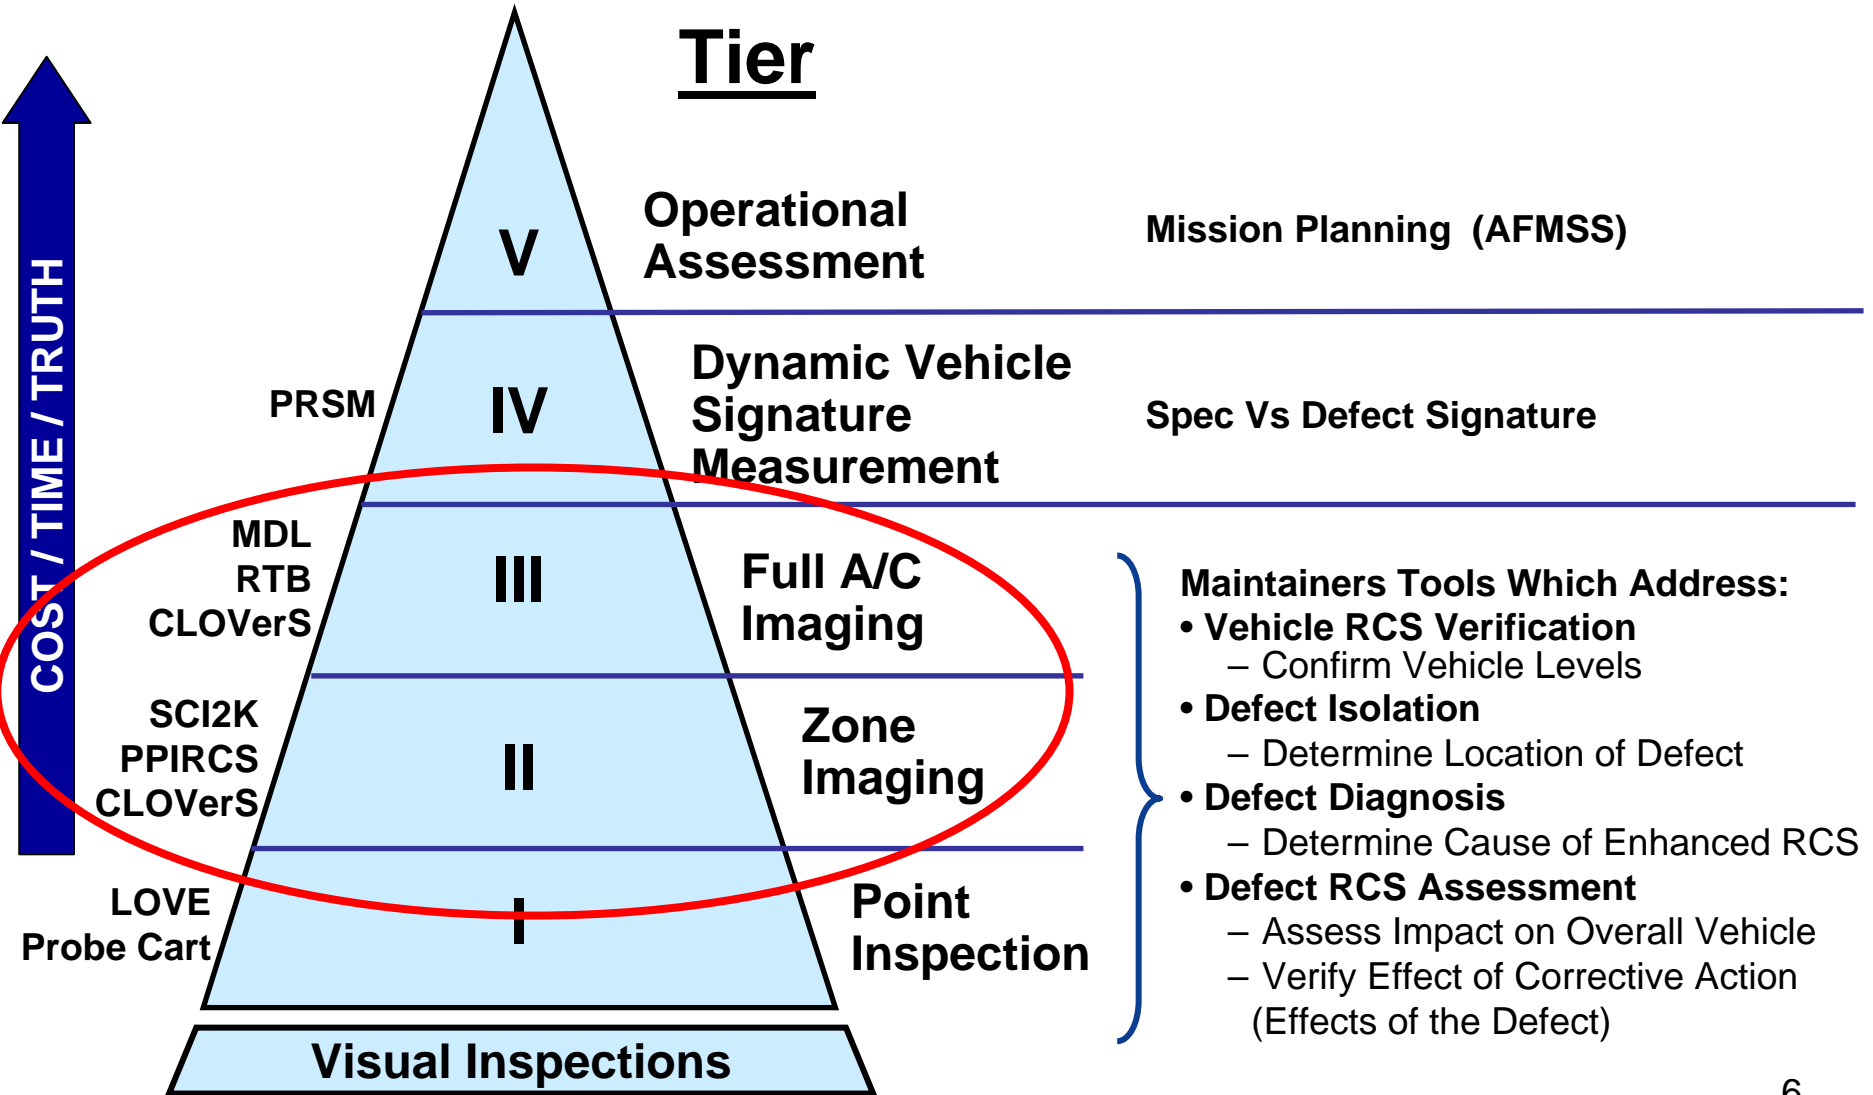 Tier
COST / TIME / TRUTH
V
Operational
Assessment
Mission Planning  (AFMSS)
PRSM
IV
Dynamic Vehicle
Signature
Measurement
Spec Vs Defect Signature
MDL
RTB
CLOVerS
III
Full A/C
Imaging
SCI2K
PPIRCS
CLOVerS
II
Zone
Imaging
LOVE
Probe Cart
I
Point
Inspection
Visual Inspections
Maintainers Tools Which Address:
• Vehicle RCS Verification
– Confirm Vehicle Levels
• Defect Isolation
– Determine Location of Defect
• Defect Diagnosis
– Determine Cause of Enhanced RCS
• Defect RCS Assessment
– Assess Impact on Overall Vehicle
– Verify Effect of Corrective Action
(Effects of the Defect)
6